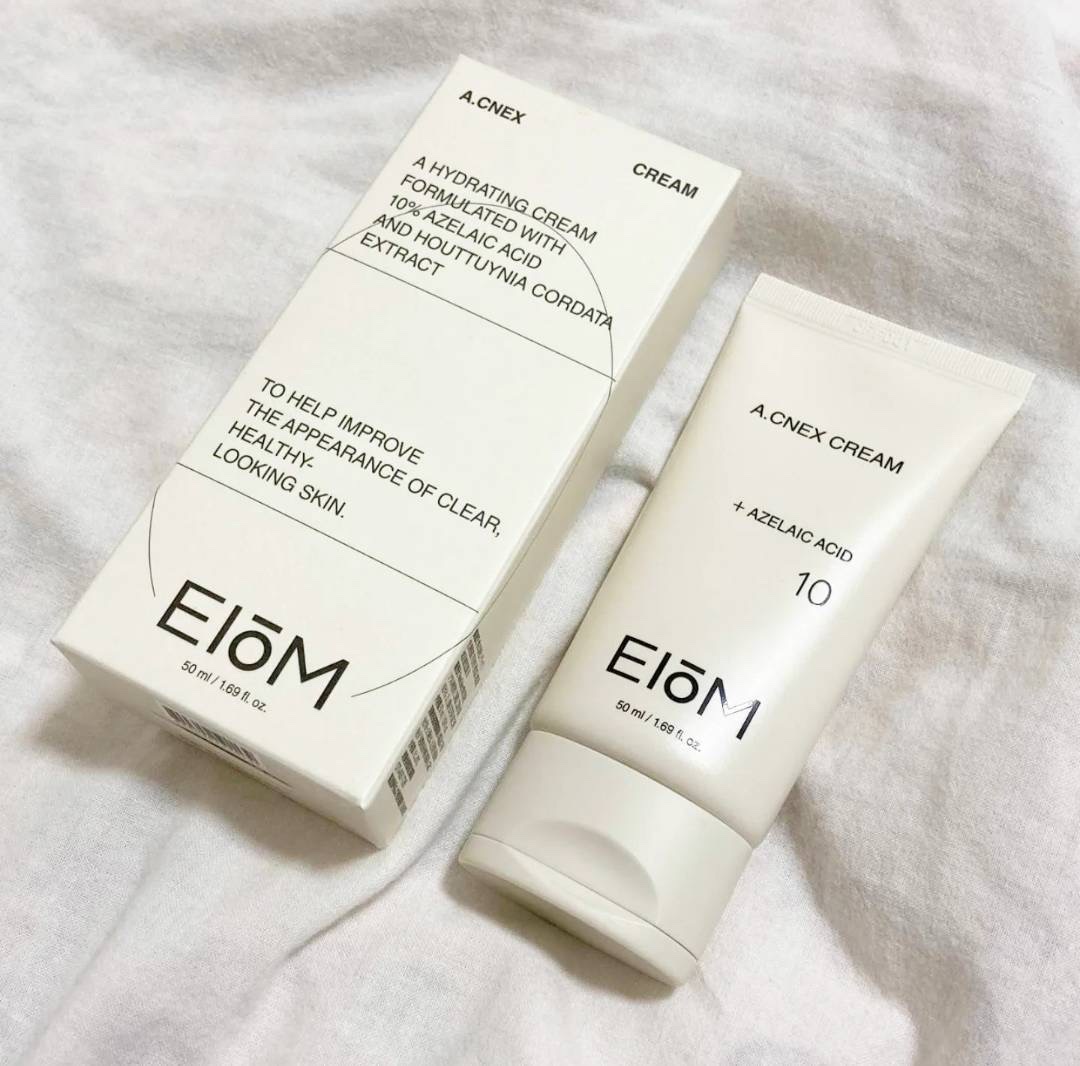 A.CNEX
CREAM
A HYDRATING CREAM
FORMULATED WITH
10% AZELAIC ACID
AND HOUTTUYNIA CORDATA
EXTRACT
TO HELP IMPROVE
THE APPEARANCE OF CLEAR,
HEALTHY-
LOOKING SKIN.
ElōM
50 ml / 1.69 fl. oz.
A.CNEX CREAM
+ AZELAIC ACID
10
ElōM
50 ml / 1.69 fl. oz.